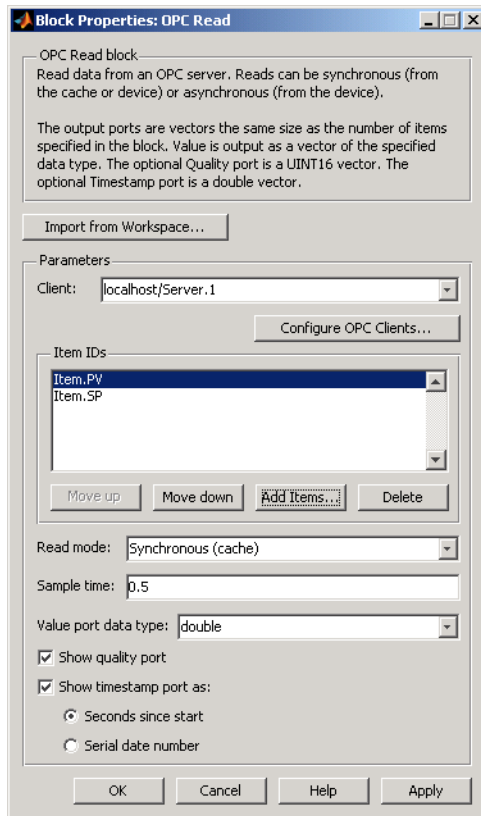 Block Properties: OPC Read
OPC Read block
Read data from an OPC server. Reads can be synchronous (from
the cache or device) or asynchronous (from the device).
The output ports are vectors the same size as the number of items
specified in the block. Value is output as a vector of the specified
data type. The optional Quality port is a UINT16 vector. The
optional Timestamp port is a double vector.
Import from Workspace...
Parameters
Client: localhost/Server.1
Configure OPC Clients...
Item IDs
Item.PV
Item.SP
Move up Move down Add Items... Delete
Read mode: Synchronous (cache)
Sample time: 0.5
Value port data type: double
Show quality port
Show timestamp port as:
Seconds since start
Serial date number
OK Cancel Help Apply